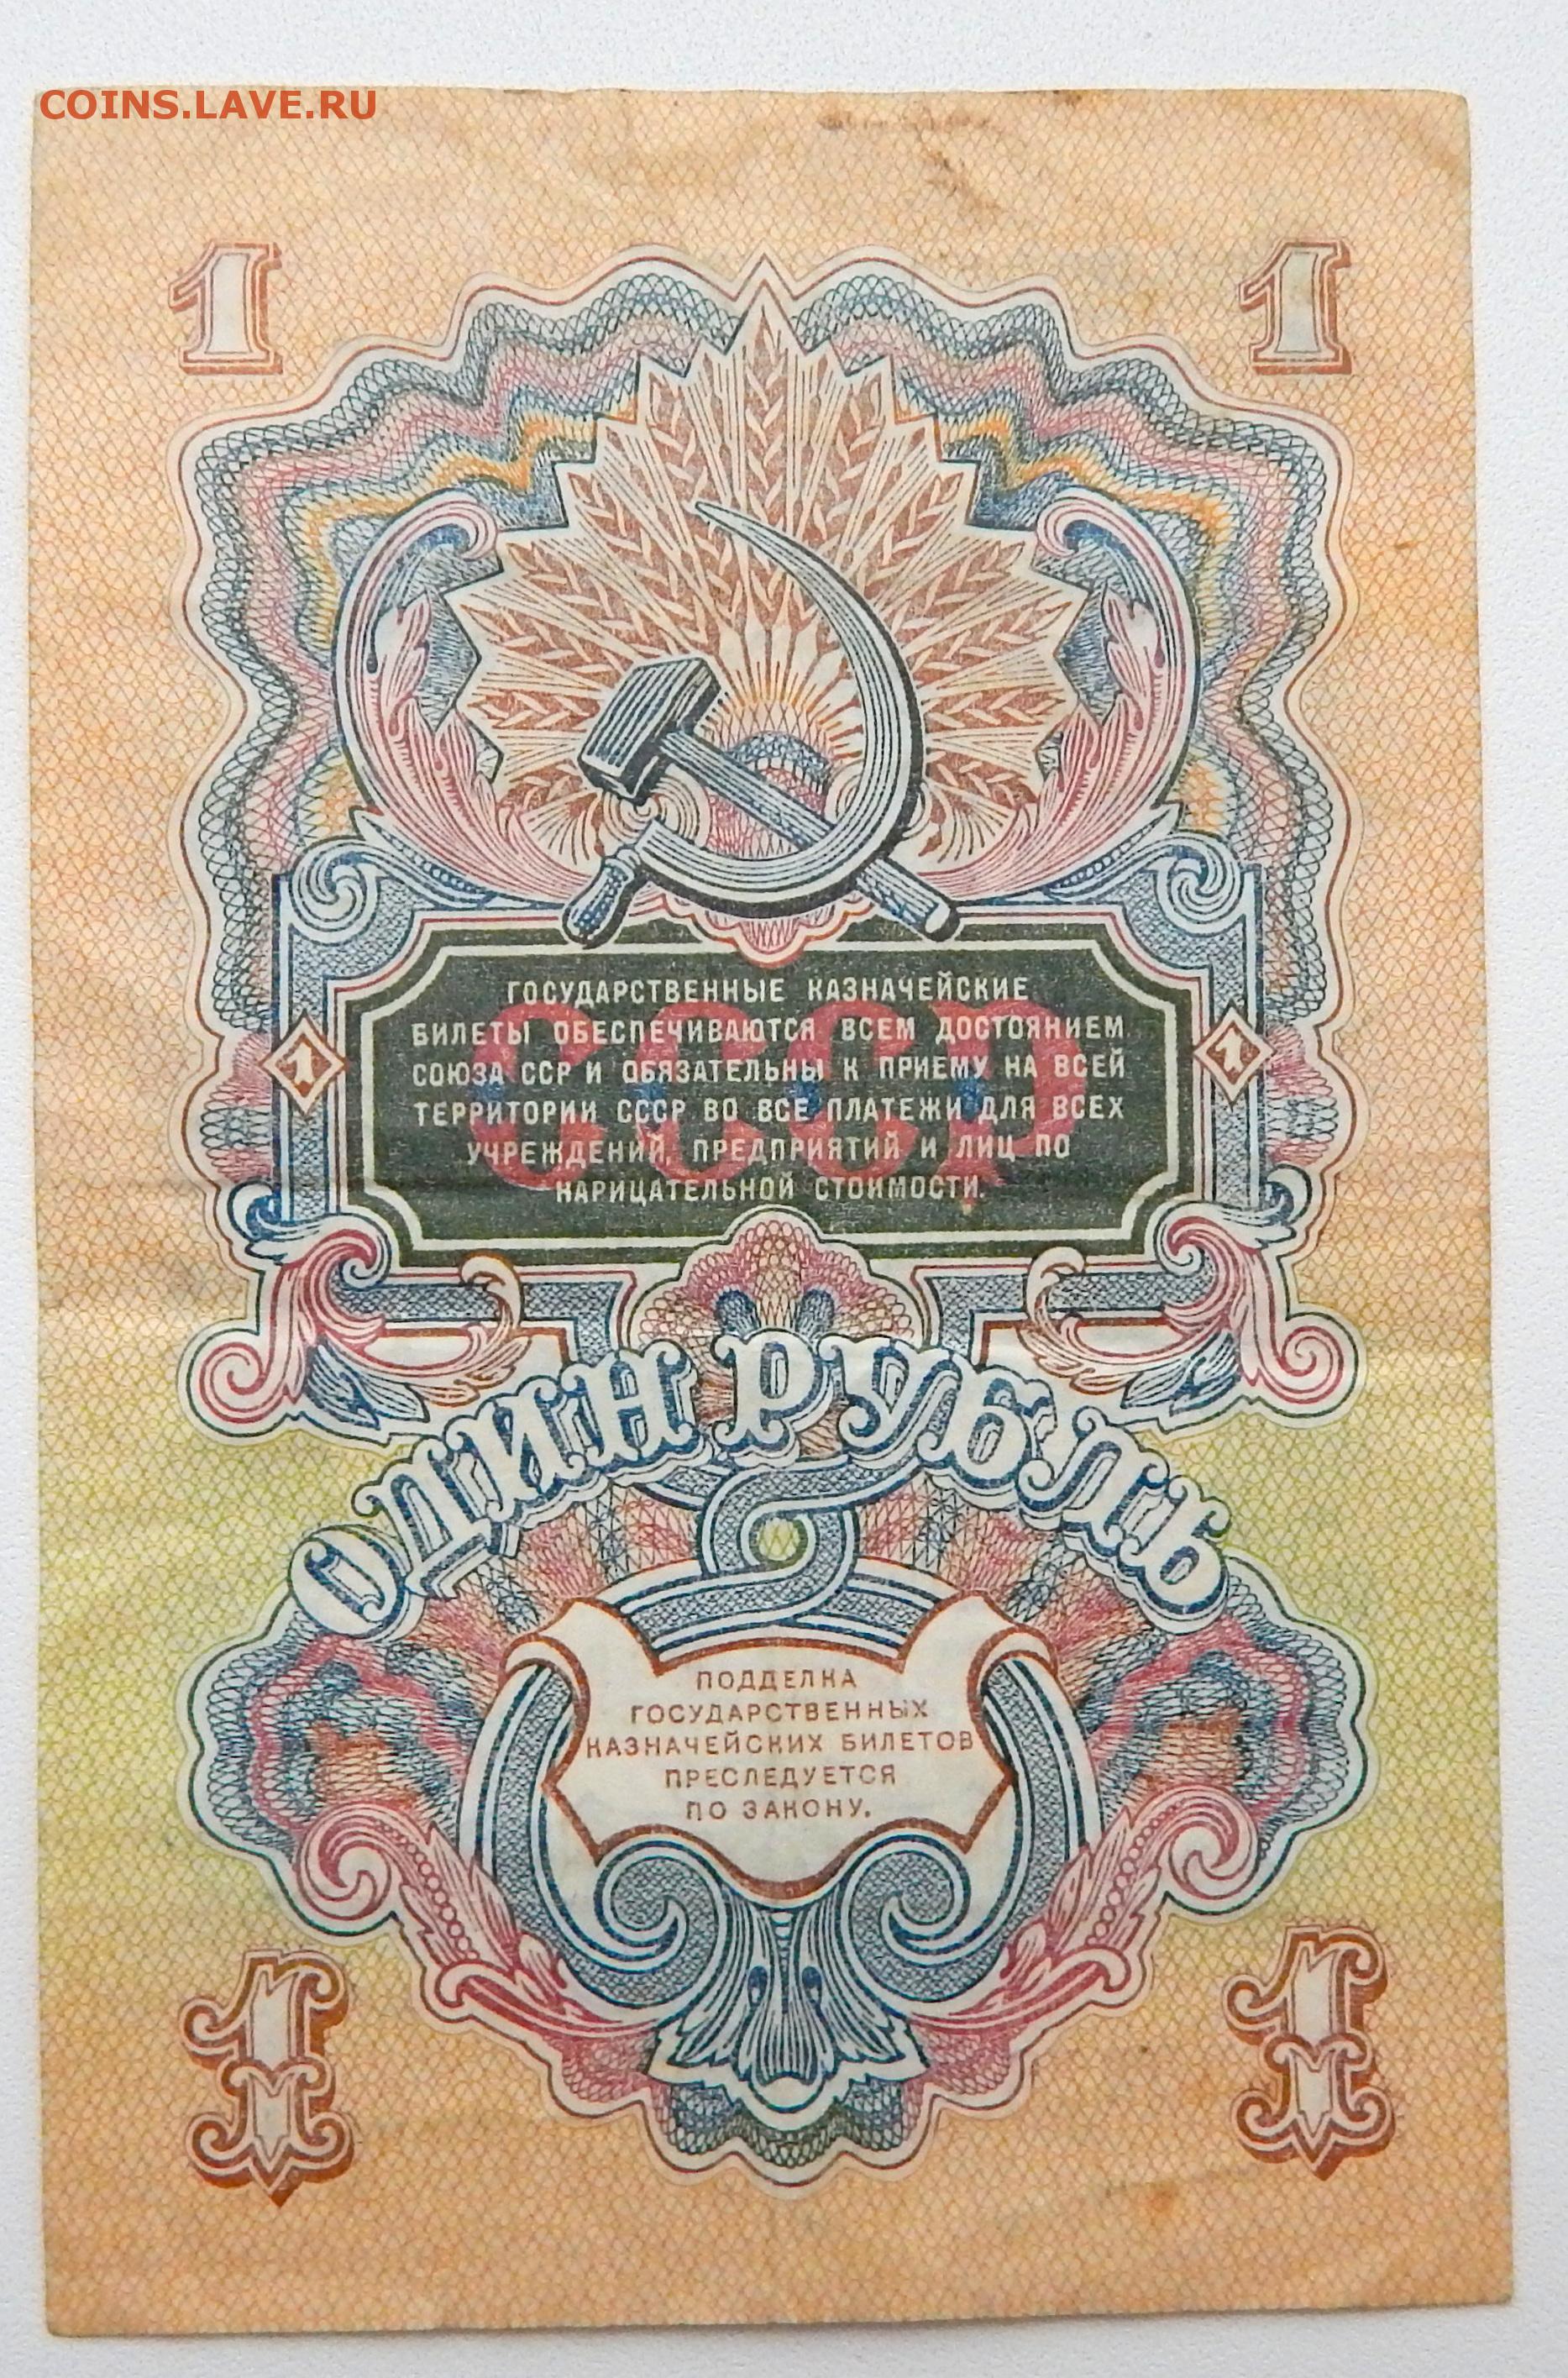 COINS.LAVE.RU
1 1
ГОСУДАРСТВЕННЫЕ КАЗНАЧЕЙСКИЕ
БИЛЕТЫ ОБЕСПЕЧИВАЮТСЯ ВСЕМ ДОСТОЯНИЕМ
СОЮЗА ССР И ОБЯЗАТЕЛЬНЫ К ПРИЕМУ НА ВСЕЙ
1 1
ТЕРРИТОРИИ СССР ВО ВСЕ ПЛАТЕЖИ ДЛЯ ВСЕХ
УЧРЕЖДЕНИЙ, ПРЕДПРИЯТИЙ И ЛИЦ ПО
НАРИЦАТЕЛЬНОЙ СТОИМОСТИ.
СССР
ОДИН РУБЛЬ
ПОДДЕЛКА
ГОСУДАРСТВЕННЫХ
КАЗНАЧЕЙСКИХ БИЛЕТОВ
ПРЕСЛЕДУЕТСЯ
ПО ЗАКОНУ.
1 1